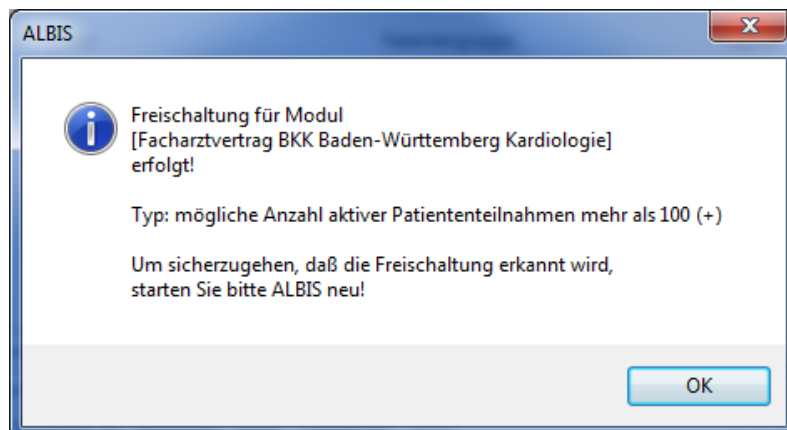 ALBIS
Freischaltung für Modul
[Facharztvertrag BKK Baden-Württemberg Kardiologie]
erfolgt!
Typ: mögliche Anzahl aktiver Patiententeilnahmen mehr als 100 (+)
Um sicherzugehen, daß die Freischaltung erkannt wird,
starten Sie bitte ALBIS neu!
OK